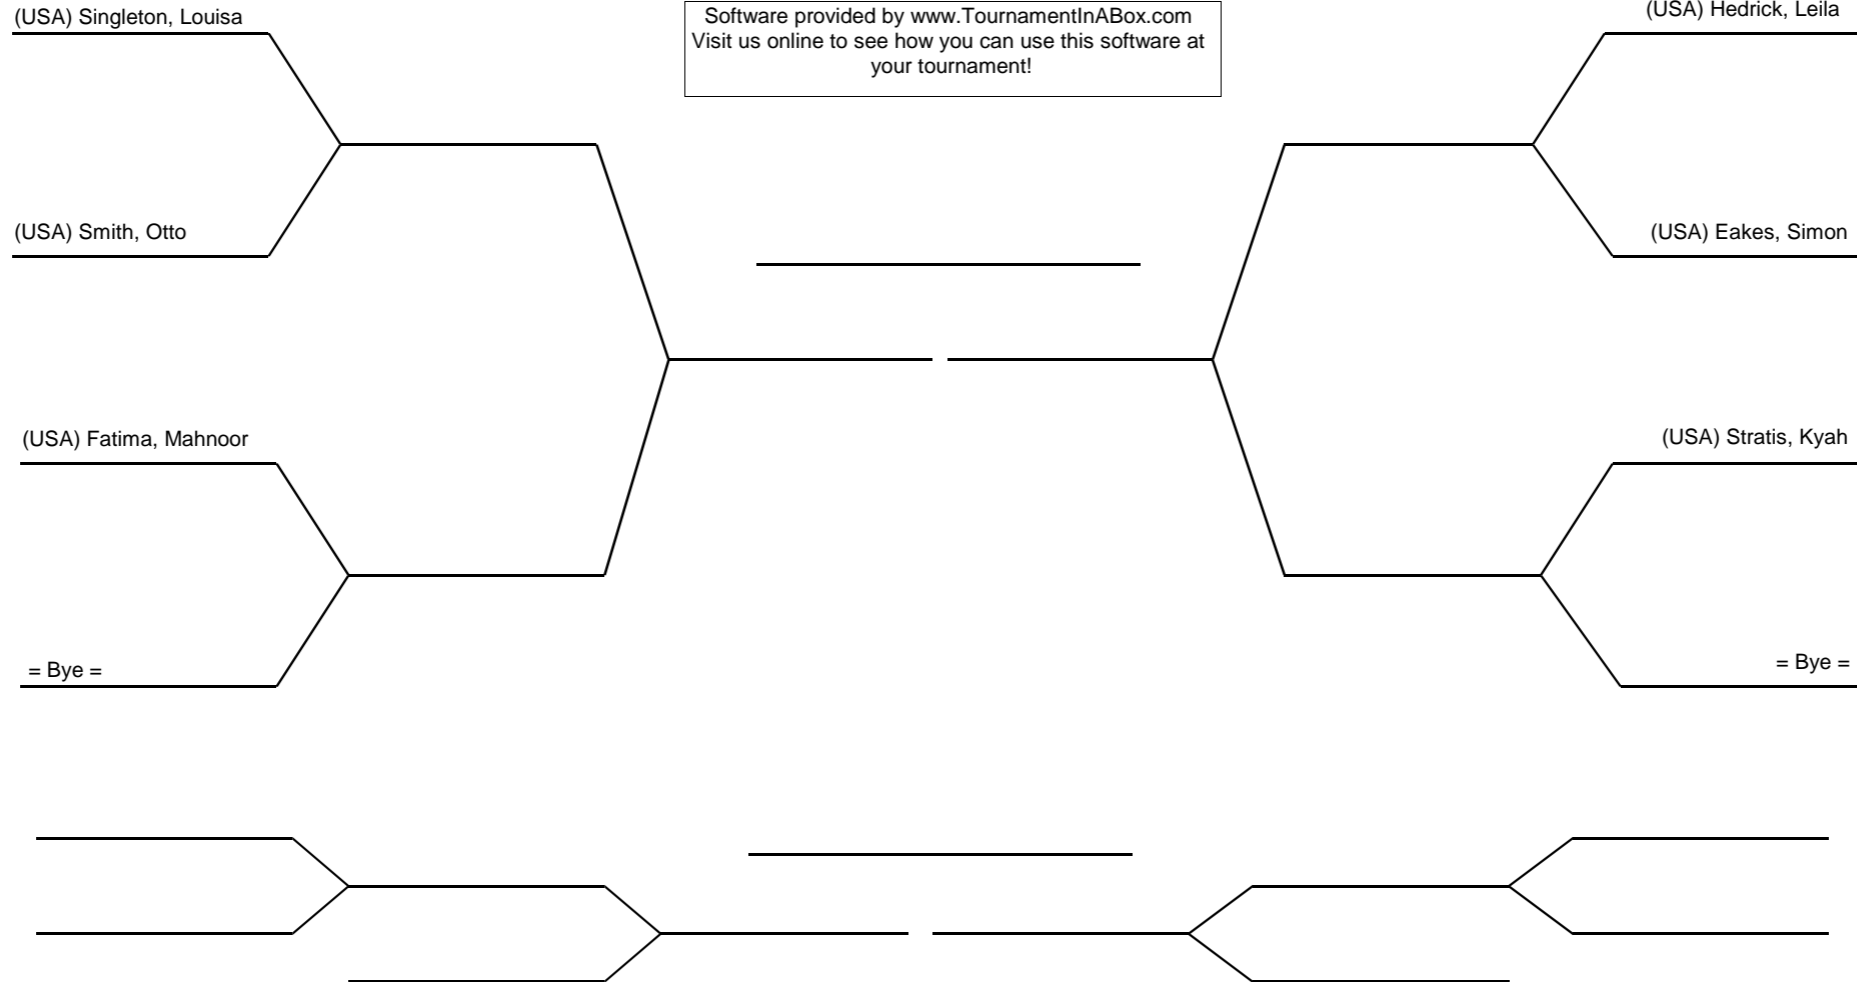 (USA) Singleton, Louisa
Software provided by www.TournamentInABox.com
Visit us online to see how you can use this software at
your tournament!
(USA) Hedrick, Leila
(USA) Smith, Otto
(USA) Eakes, Simon
(USA) Fatima, Mahnoor
(USA) Stratis, Kyah
= Bye =
= Bye =